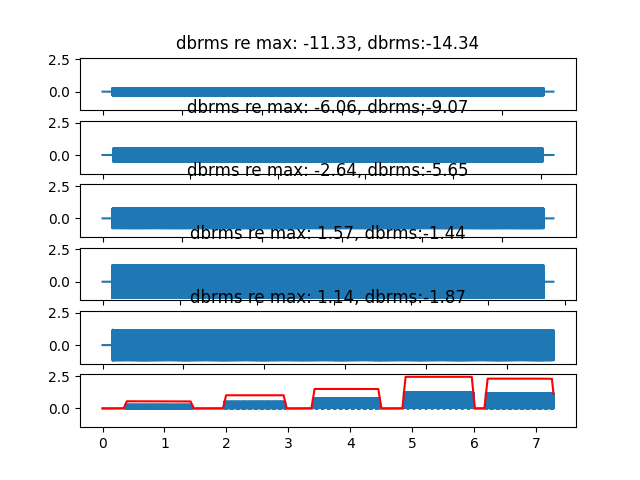 dbrms re max: -11.33, dbrms:-14.34
2.5
0.0
dbrms re max: -6.06, dbrms:-9.07
2.5
0.0
dbrms re max: -2.64, dbrms:-5.65
2.5
0.0
dbrms re max: 1.57, dbrms:-1.44
2.5
0.0
dbrms re max: 1.14, dbrms:-1.87
2.5
0.0
2.5
0.0
0 1 2 3 4 5 6 7